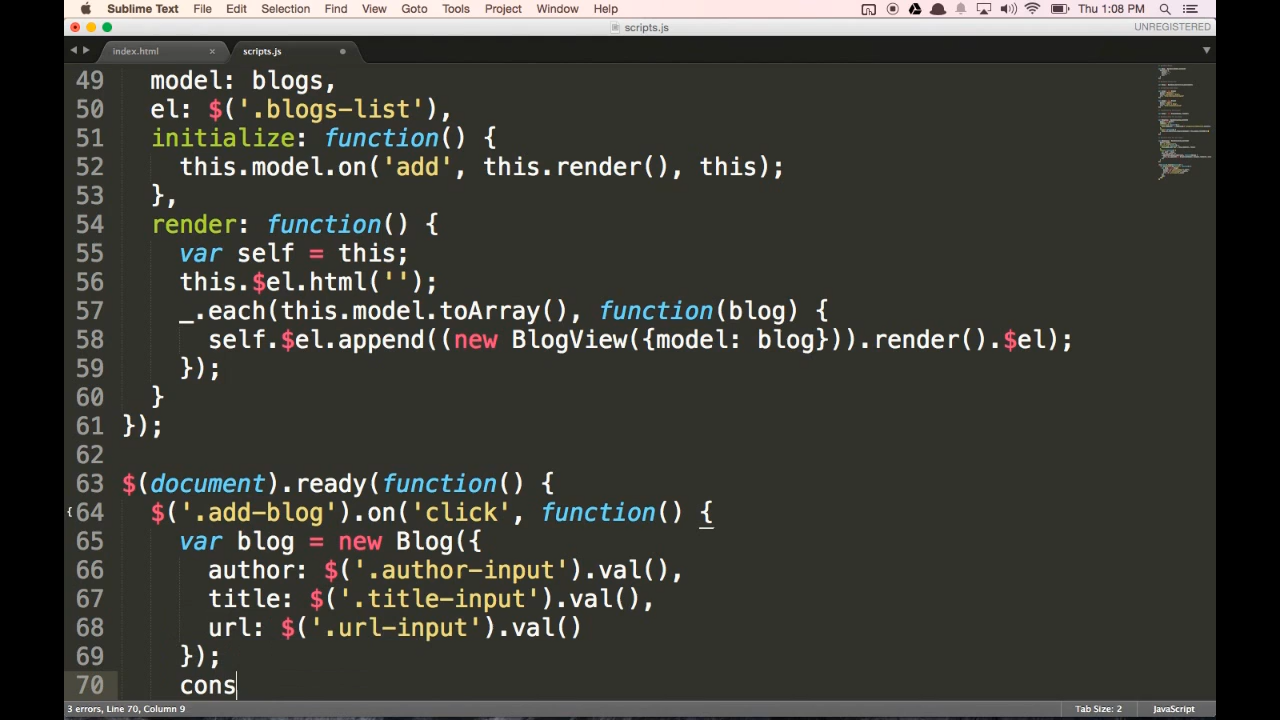 Sublime Text File Edit Selection Find View Goto Tools Project Window Help Thu 1:08 PM
scripts.js UNREGISTERED
index.html × scripts.js
49 model: blogs,
50 el: $('.blogs-list'),
51 initialize: function() {
52 this.model.on('add', this.render(), this);
53 },
54 render: function() {
55 var self = this;
56 this.$el.html('');
57 _.each(this.model.toArray(), function(blog) {
58 self.$el.append((new BlogView({model: blog})).render().$el);
59 });
60 }
61 });
62
63 $(document).ready(function() {
64 $('.add-blog').on('click', function() {
65 var blog = new Blog({
66 author: $('.author-input').val(),
67 title: $('.title-input').val(),
68 url: $('.url-input').val()
69 });
70 cons
3 errors, Line 70, Column 9 Tab Size: 2 JavaScript